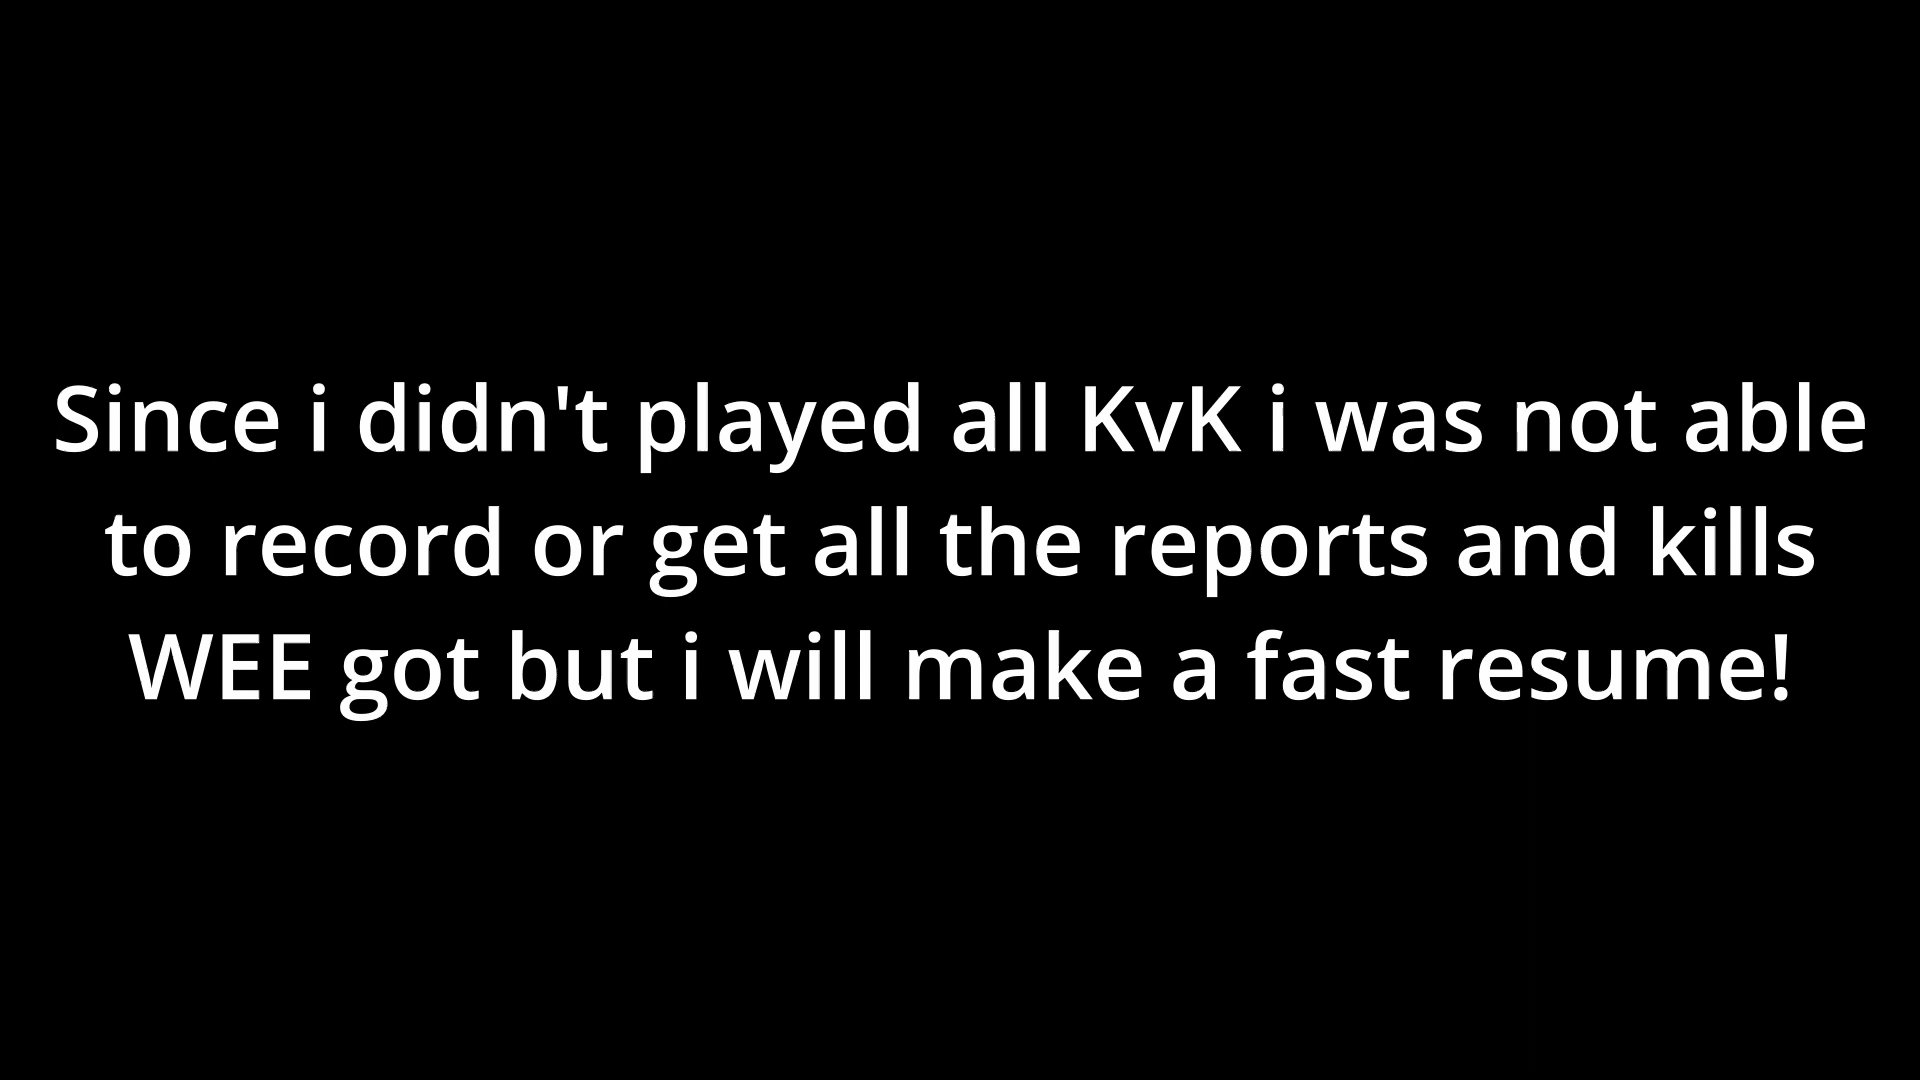 Since i didn't played all KvK i was not able
to record or get all the reports and kills
WEE got but i will make a fast resume!